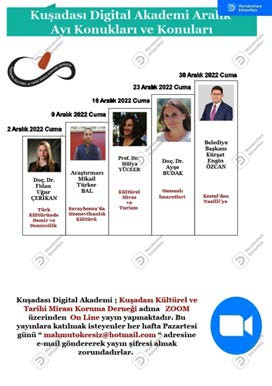 Kuşadası Digital Akademi Aralık
Ayı Konukları ve Konuları
Wondershare
EdrawMax
30 Aralık 2022 Cuma
23 Aralık 2022 Cuma
16 Aralık 2022 Cuma
9 Aralık 2022 Cuma
2 Aralık 2022 Cuma
Doç. Dr.
Fidan
Uğur
ÇERİKAN
Türk
Kültüründe
Demir ve
Demircilik
Araştırmacı
Mikail
Türker
BAL
Sarayburnu'da
Prof. Dr.
Hülya
YÜCEER
Kültürel
Miras
ve
Turizm
Doç. Dr.
Ayşe
BUDAK
Osmanlı
İmaretleri
Belediye
Başkanı
Kürşat
Engin
ÖZCAN
Kestel'den
Nazilli'ye
Kuşadası Digital Akademi ; Kuşadası Kültürel ve
Tarihi Mirası Koruma Derneği adına ZOOM
üzerinden On Line yayın yapmaktadır. Bu
yayınlara katılmak isteyenler her hafta Pazartesi
günü " mahmutokcesiz@hotmail.com " adresine
e-mail göndererek yayın şifresi almak
zorundadırlar.